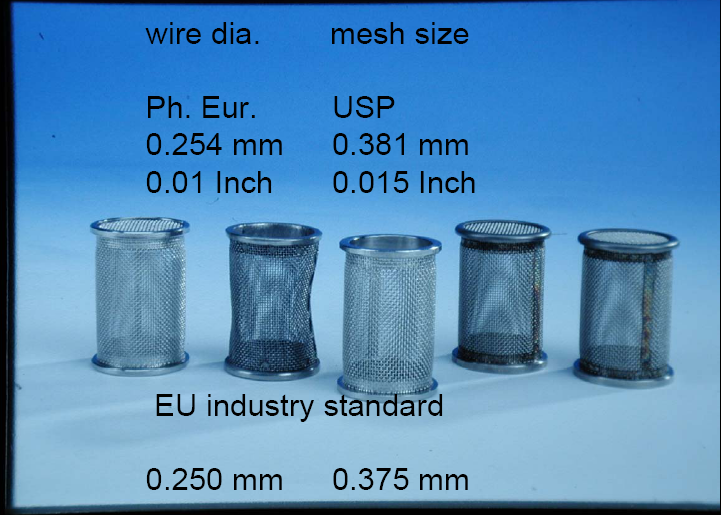 wire dia. mesh size
Ph. Eur. USP
0.254 mm 0.381 mm
0.01 Inch 0.015 Inch
EU industry standard
0.250 mm 0.375 mm